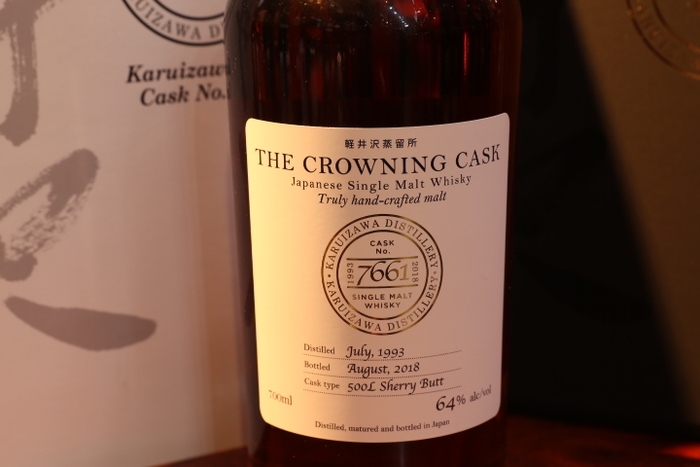 Karuizaw
Cask No.
軽井沢蒸留所
THE CROWNING CASK
Japanese Single Malt Whisky
Truly hand-crafted malt
KARUIZAWA DISTILLERY
CASK
No.
1993 7661 2018
SINGLE MALT
WHISKY
KARUIZAWA DISTILLERY
Distilled July, 1993
Bottled August, 2018
Cask type 500L Sherry Butt
700ml 64% alc/vol
Distilled, matured and bottled in Japan